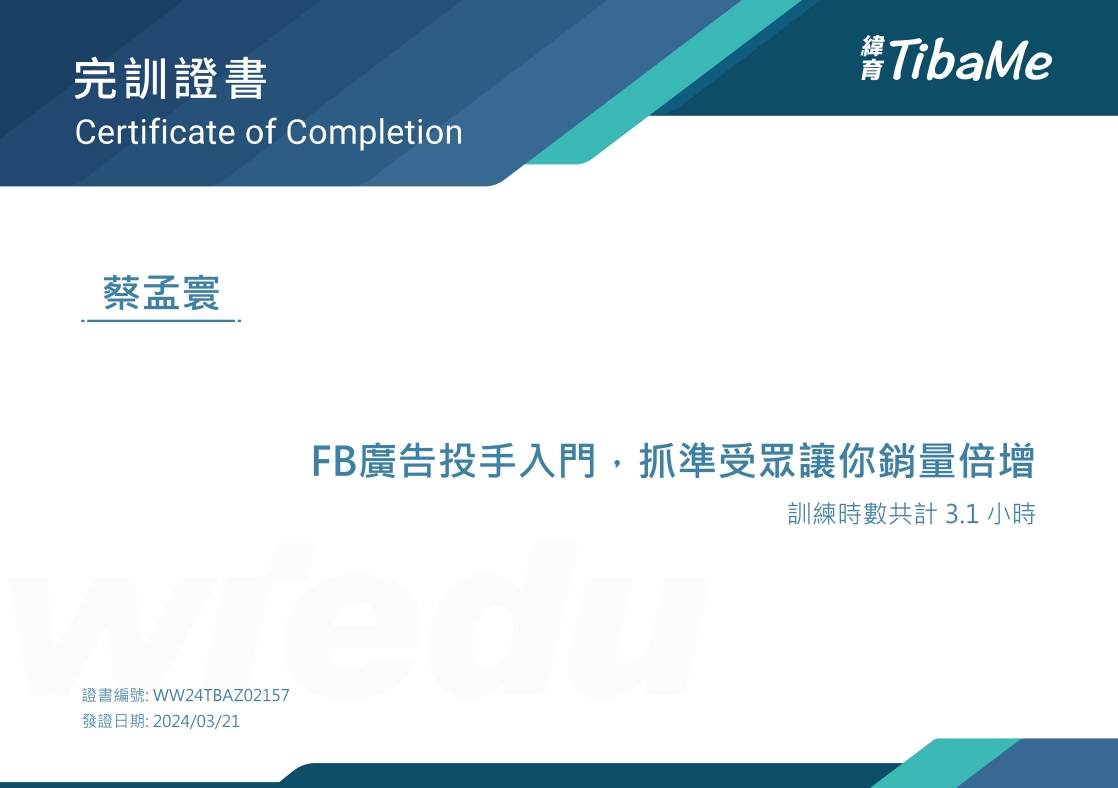 完訓證書
Certificate of Completion
緯育 TibaMe
蔡孟寰
FB廣告投手入門，抓準受眾讓你銷量倍增
訓練時數共計 3.1 小時
wiedu
證書編號: WW24TBAZ02157
發證日期: 2024/03/21